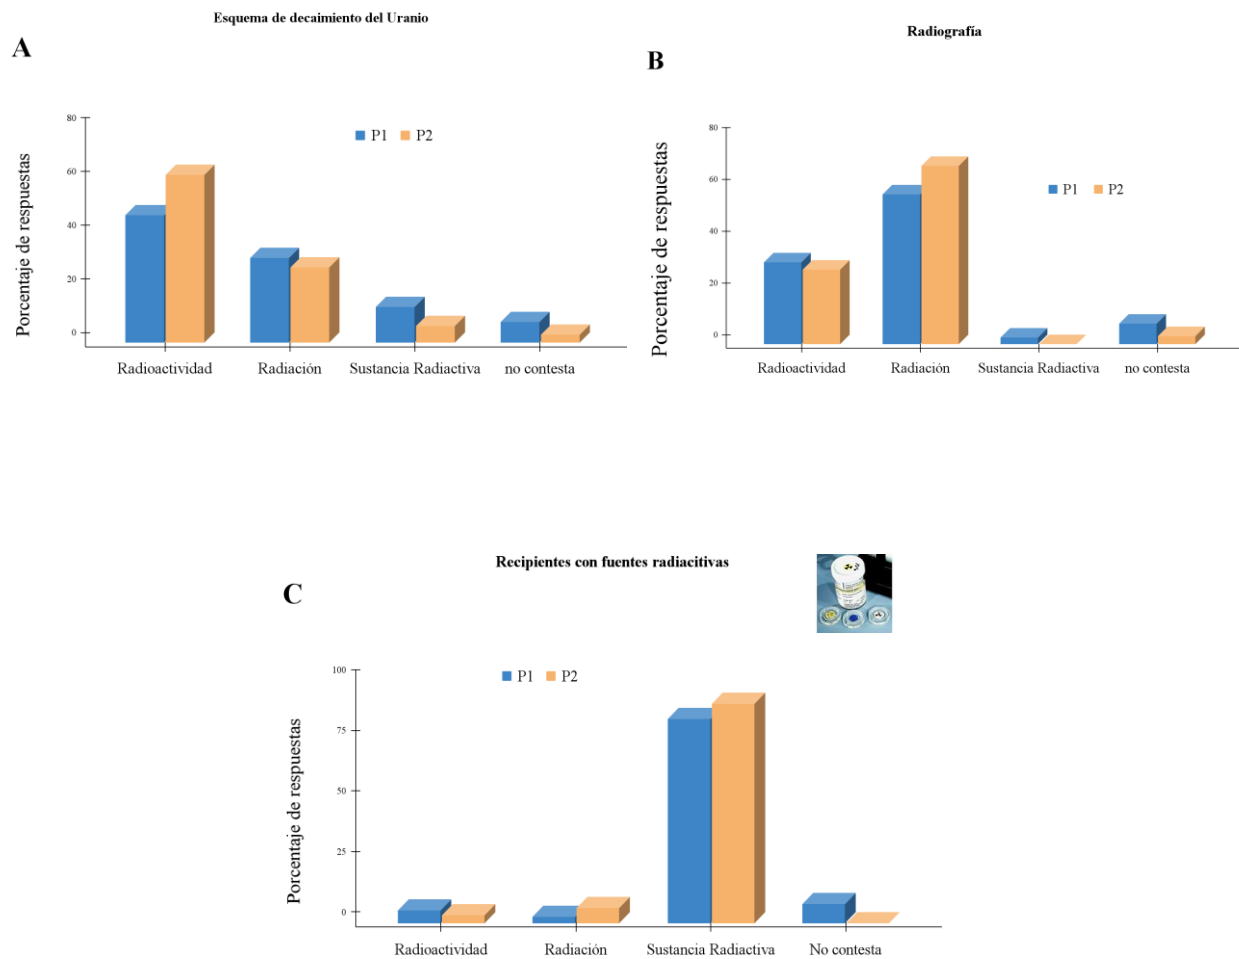 Esquema de decaimiento del Uranio
A
Porcentaje de respuestas
80
60
40
20
0
P1 P2
Radioactividad Radiación Sustancia Radiactiva no contesta
Radiografía
B
Porcentaje de respuestas
80
60
40
20
0
P1 P2
Radioactividad Radiación Sustancia Radiactiva no contesta
Recipientes con fuentes radiacitivas
C
Porcentaje de respuestas
100
75
50
25
0
P1 P2
Radioactividad Radiación Sustancia Radiactiva No contesta